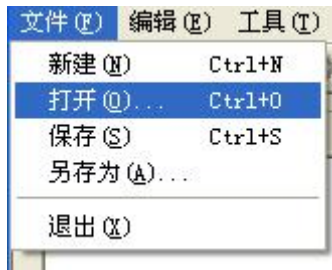 文件(F) 编辑(E) 工具(T)
新建(N) Ctrl+N
打开(O)... Ctrl+O
保存(S) Ctrl+S
另存为(A)...
退出(X)